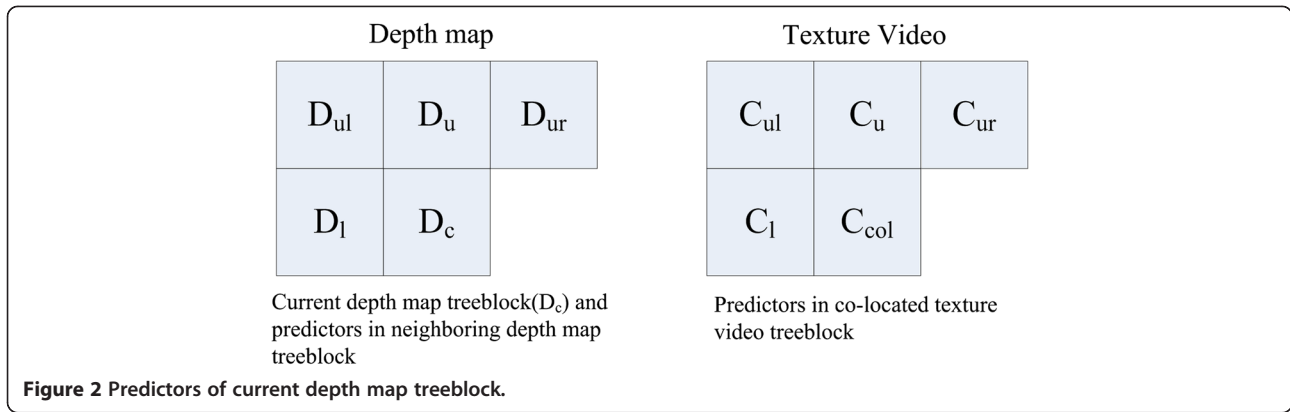 Depth map
Texture Video
D_ul D_u D_ur
C_ul C_u C_ur
D_l D_c
C_l C_col
Current depth map treeblock(D_c) and
predictors in neighboring depth map
treeblock
Predictors in co-located texture
video treeblock
Figure 2 Predictors of current depth map treeblock.